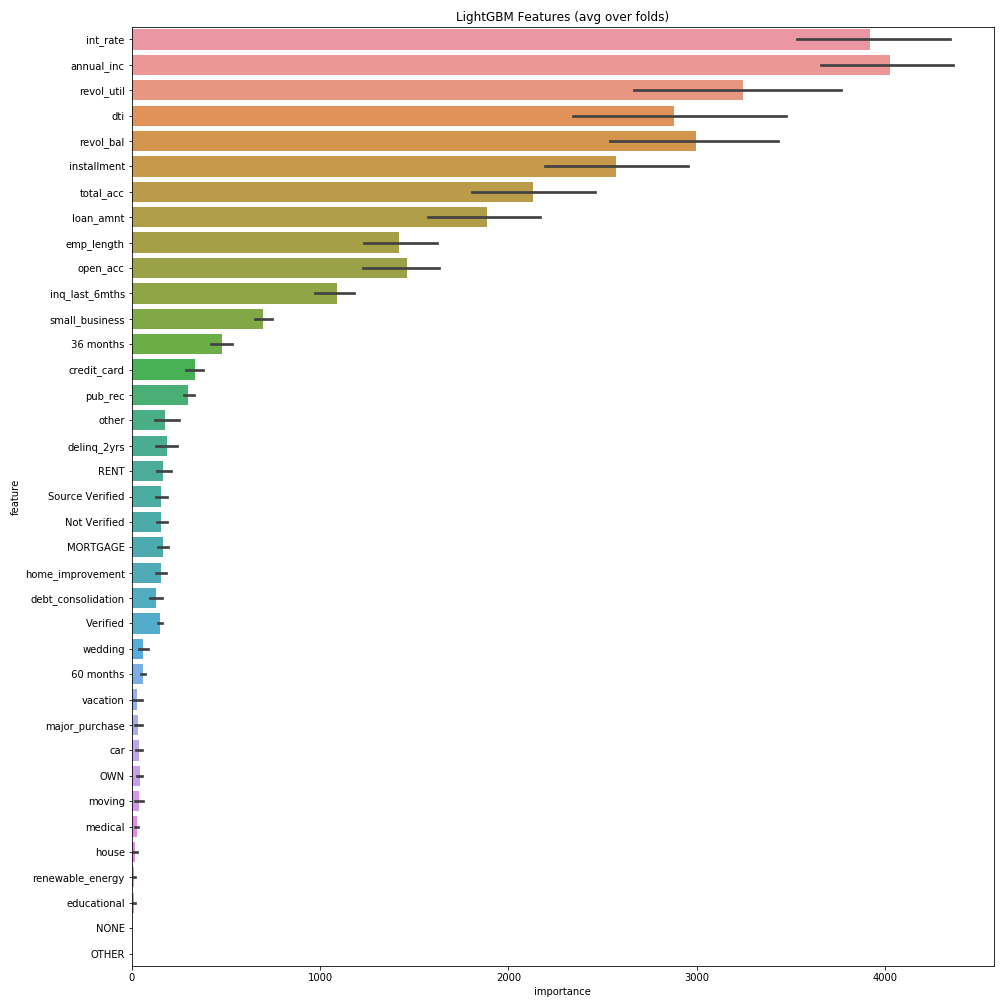 LightGBM Features (avg over folds)
int_rate
annual_inc
revol_util
dti
revol_bal
installment
total_acc
loan_amnt
emp_length
open_acc
inq_last_6mths
small_business
36 months
credit_card
pub_rec
other
delinq_2yrs
RENT
Source Verified
Not Verified
MORTGAGE
home_improvement
debt_consolidation
Verified
wedding
60 months
vacation
major_purchase
car
OWN
moving
medical
house
renewable_energy
educational
NONE
OTHER
feature
0 1000 2000 3000 4000
importance